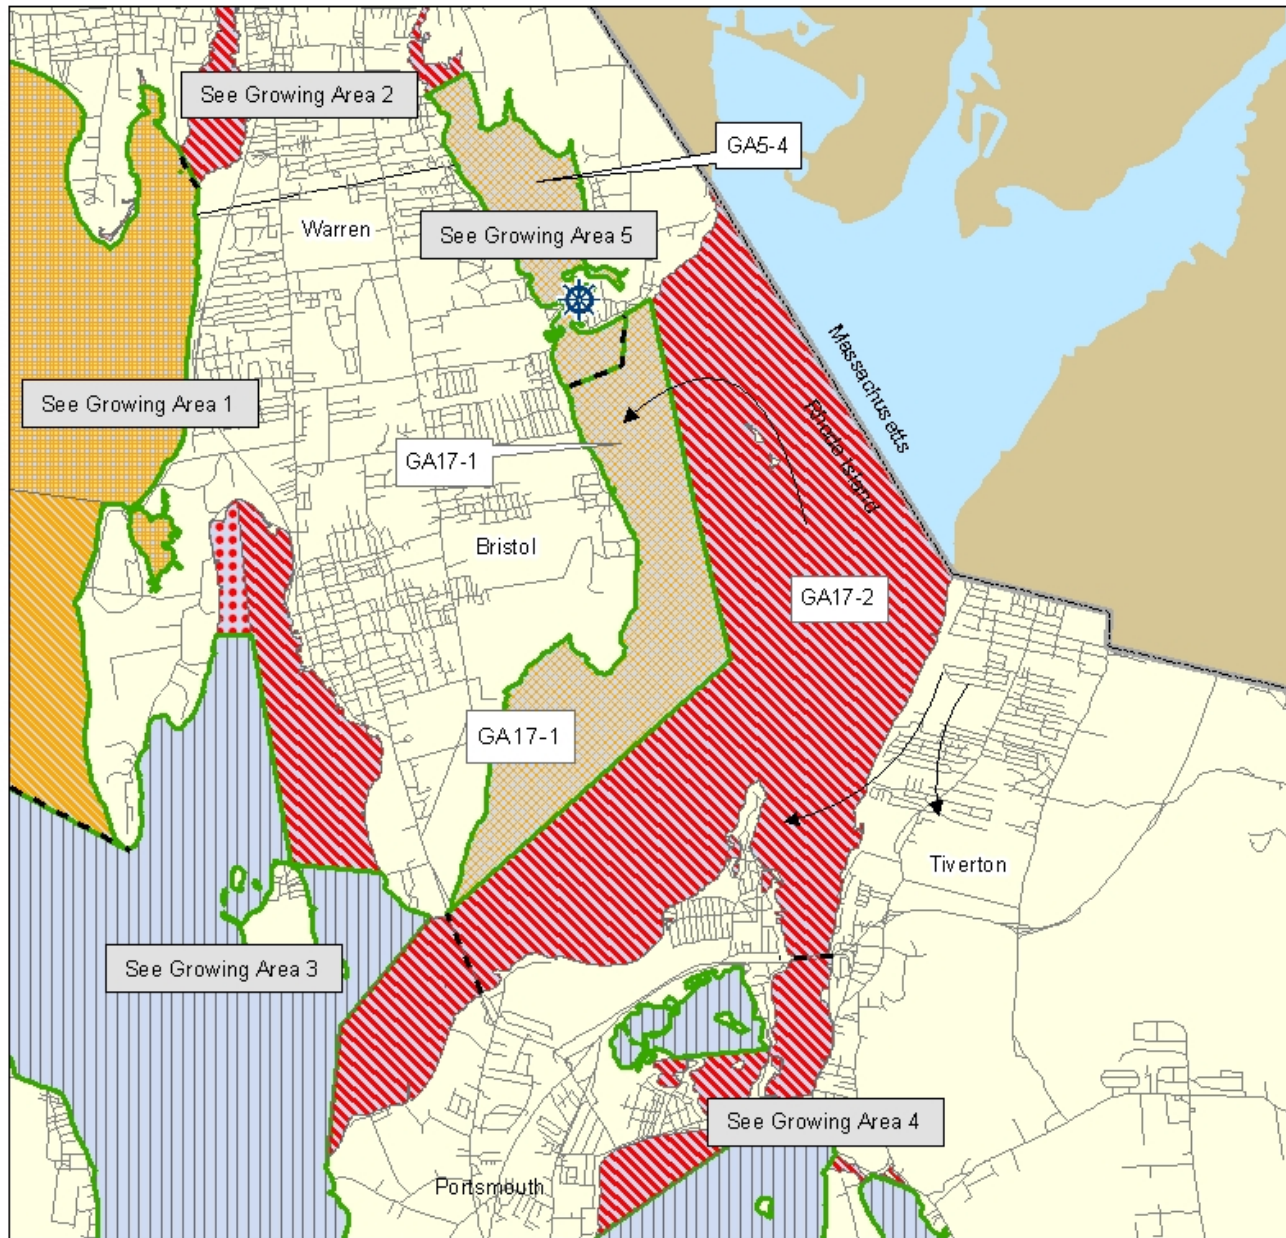 See Growing Area 2
GA5-4
Warren
See Growing Area 5
Massachusetts
Rhode Island
See Growing Area 1
GA17-1
Bristol
GA17-2
GA17-1
Tiverton
See Growing Area 3
See Growing Area 4
Portsmouth